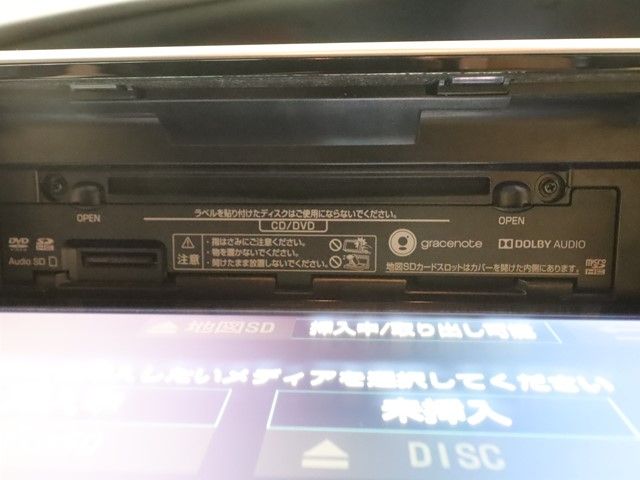 OPEN
ラベルを貼り付けたディスクはご使用にならないでください。
CD/DVD
OPEN
DVD
SD
Audio SD
注意
・指はさみにご注意ください。
・物を置かないでください。
・開けたまま放置しないでください。
gracenote
DOLBY AUDIO
地図SDカードスロットはカバーを開けた内側にあります。
micro
SD
HC
地図SD
挿入中/取り出し可能
したいメディアを選択してください
未挿入
DISC